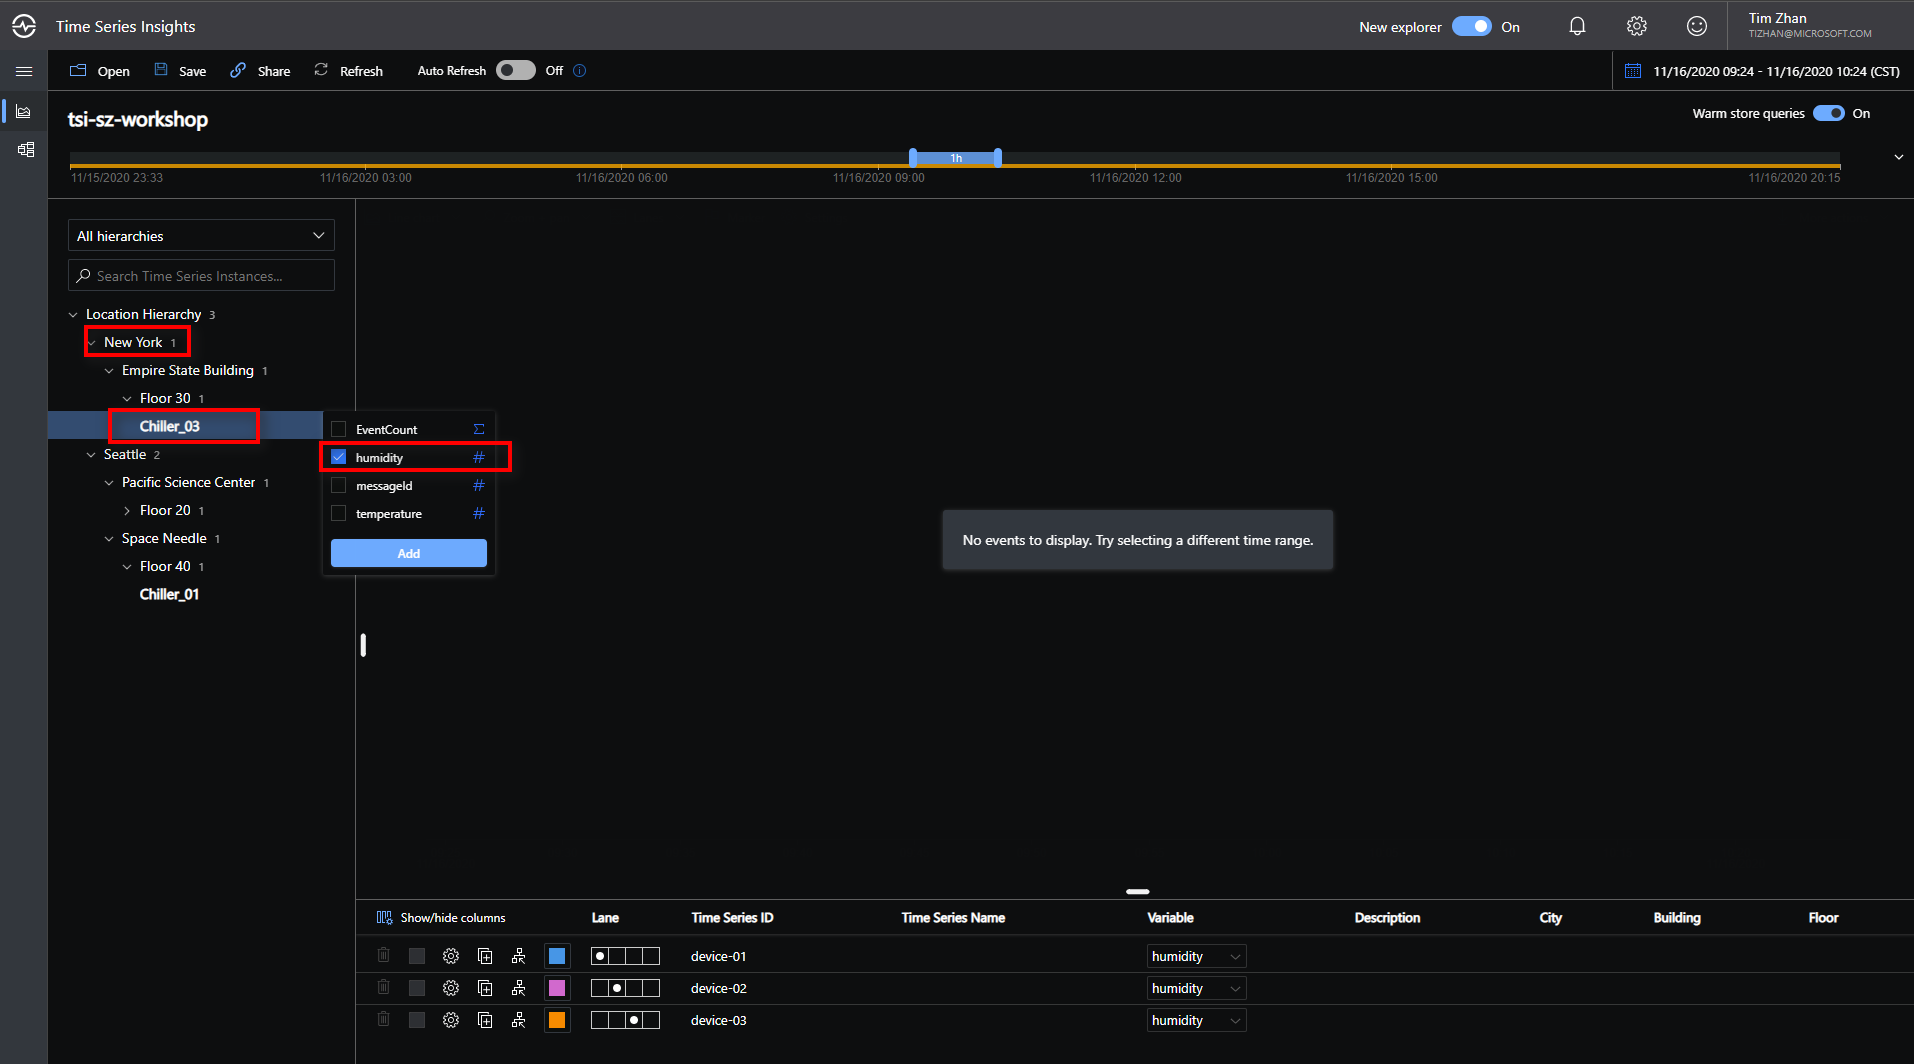 Time Series Insights
New explorer On
Tim Zhan
TIZHAN@MICROSOFT.COM
Open Save Share Refresh Auto Refresh Off
11/16/2020 09:24 - 11/16/2020 10:24 (CST)
tsi-sz-workshop
Warm store queries On
1h
11/15/2020 23:33 11/16/2020 03:00 11/16/2020 06:00 11/16/2020 09:00 11/16/2020 12:00 11/16/2020 15:00 11/16/2020 20:15
All hierarchies
Search Time Series Instances...
Location Hierarchy 3
New York 1
Empire State Building 1
Floor 30 1
Chiller_03
Seattle 2
Pacific Science Center 1
Floor 20 1
Space Needle 1
Floor 40 1
Chiller_01
EventCount Σ
humidity #
messageId #
temperature #
Add
No events to display. Try selecting a different time range.
Show/hide columns Lane Time Series ID Time Series Name Variable Description City Building Floor
device-01 humidity
device-02 humidity
device-03 humidity